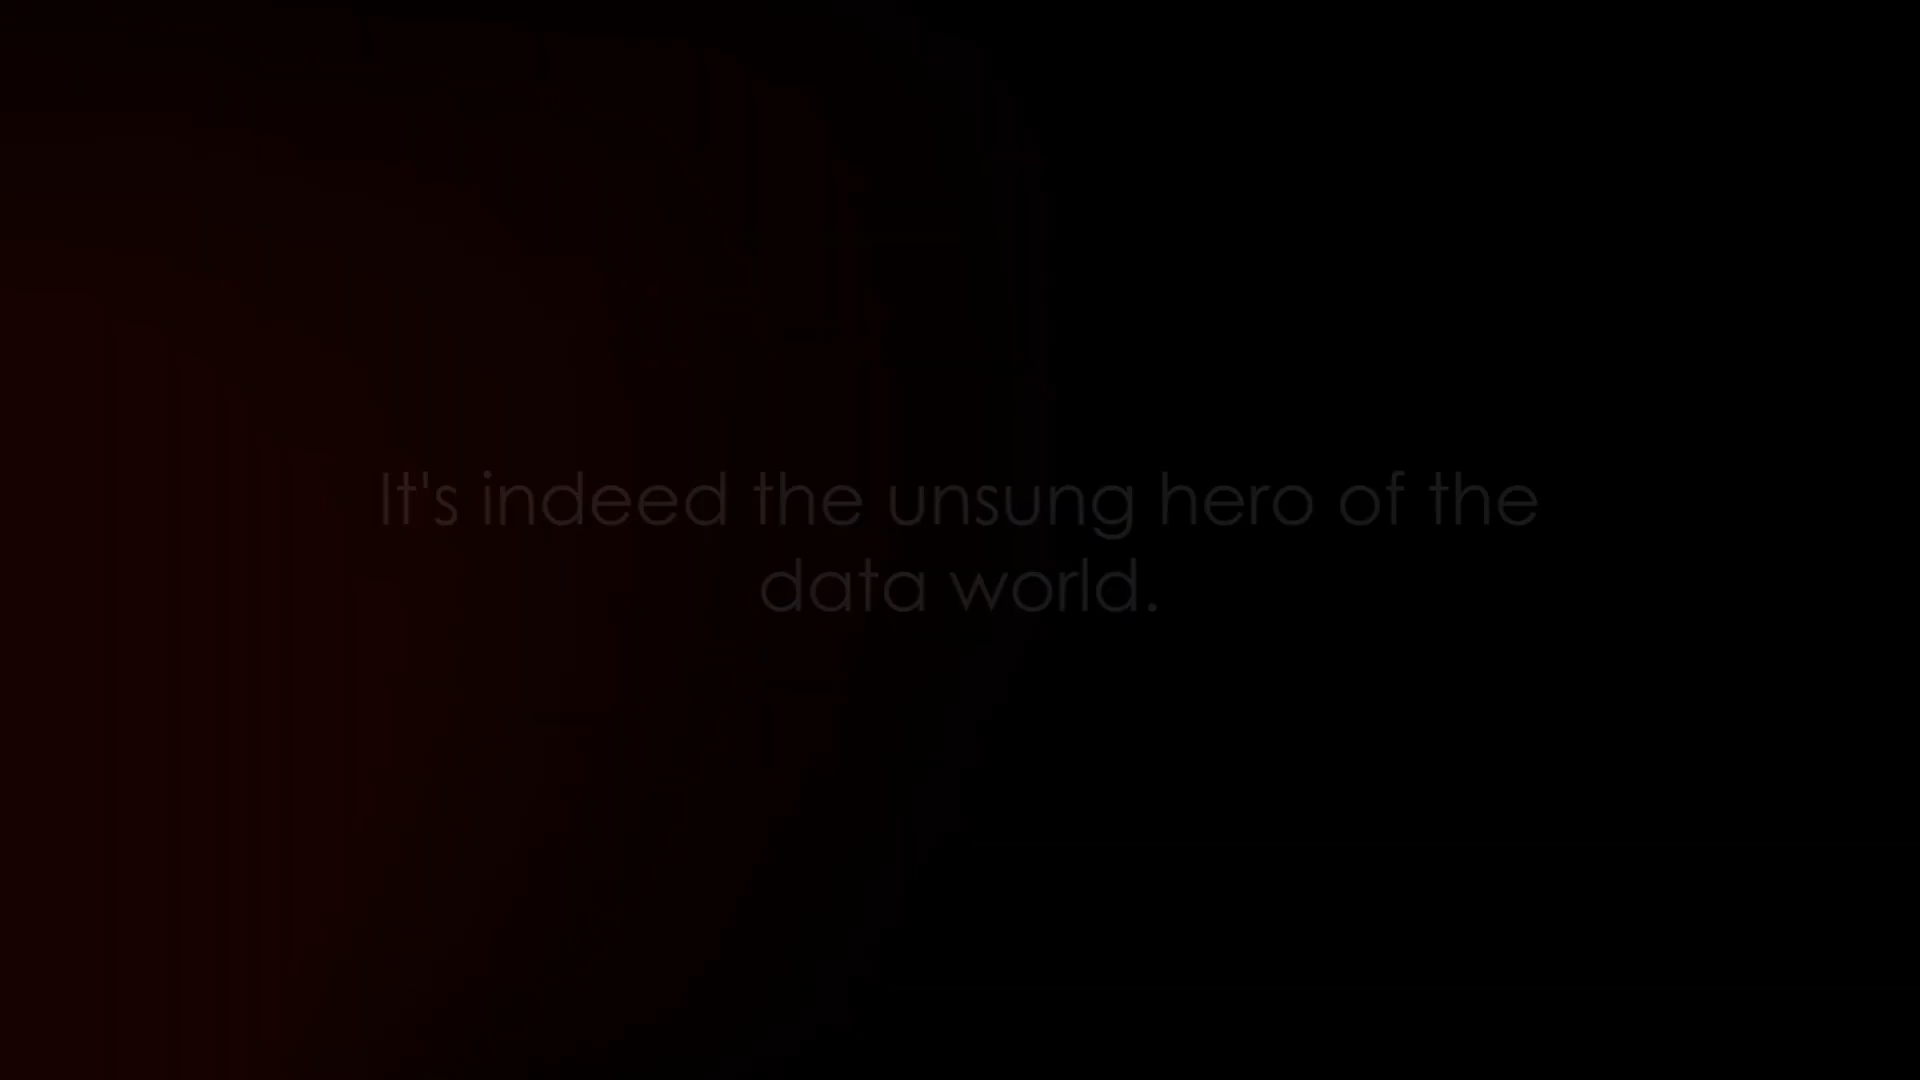 It's indeed the unsung hero of the
data world.